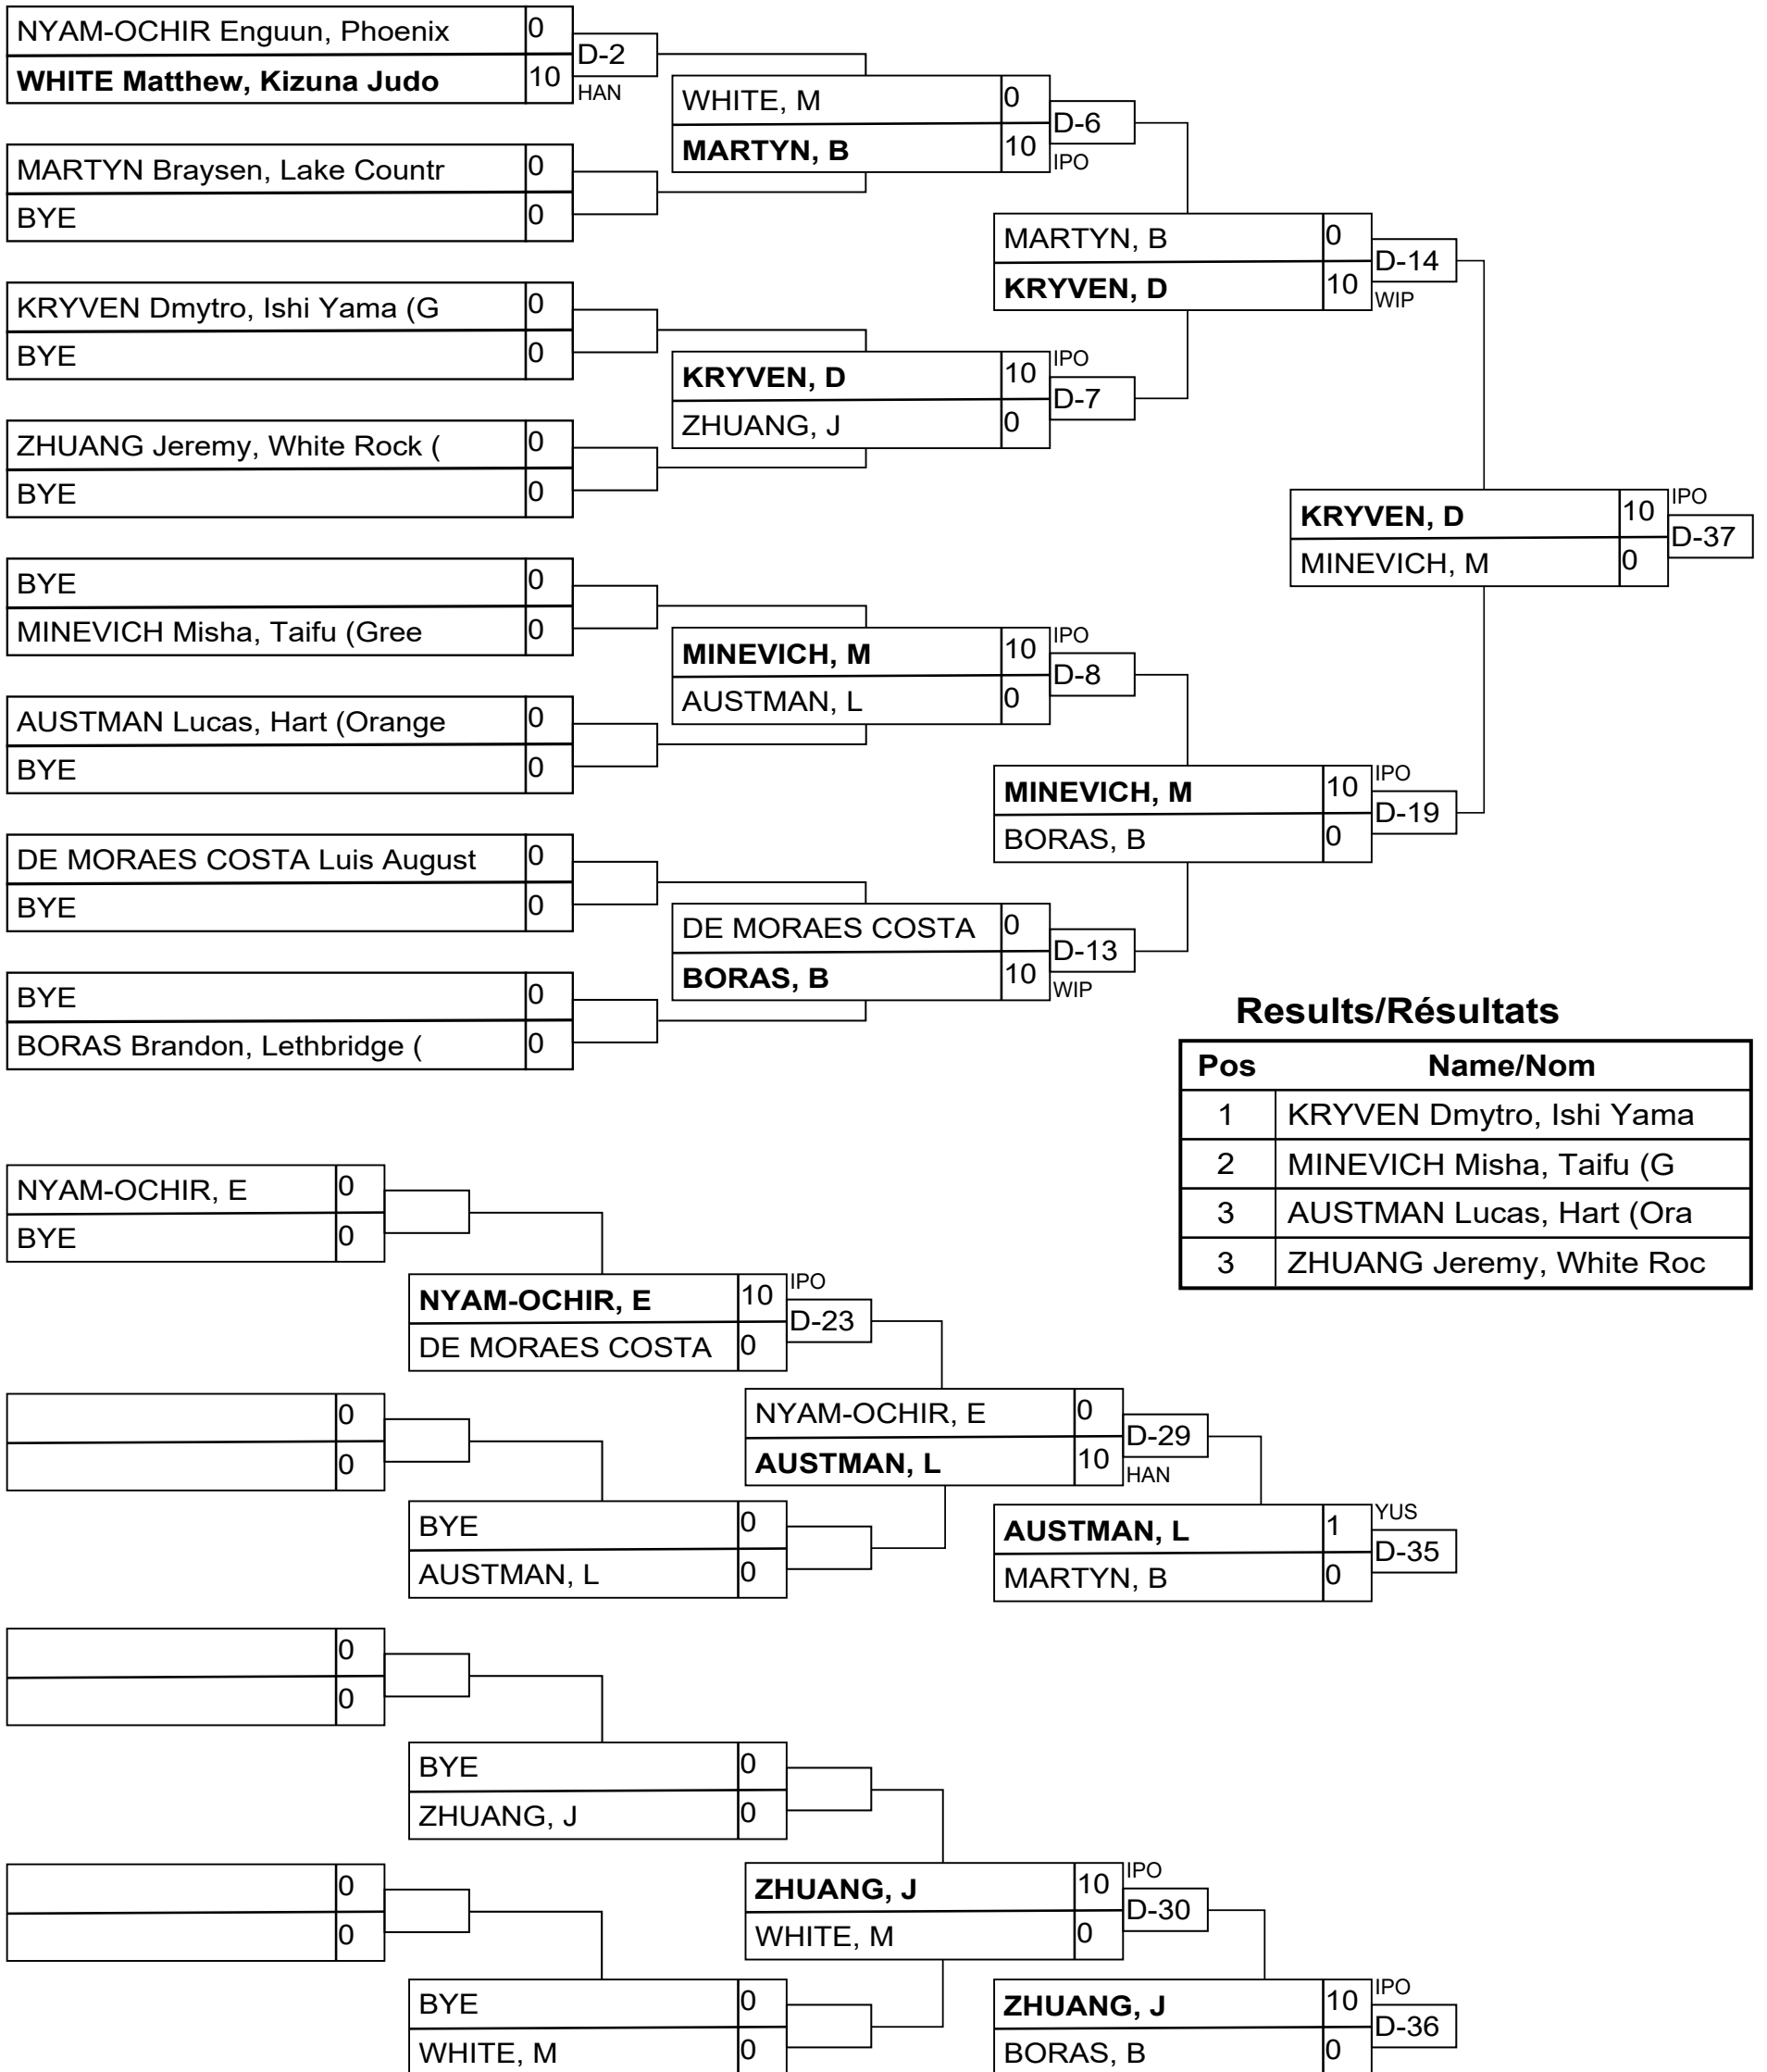 NYAM-OCHIR Enguun, Phoenix 0
WHITE Matthew, Kizuna Judo 10
D-2
HAN
MARTYN Braysen, Lake Countr 0
BYE 0
KRYVEN Dmytro, Ishi Yama (G 0
BYE 0
ZHUANG Jeremy, White Rock ( 0
BYE 0
BYE 0
MINEVICH Misha, Taifu (Gree 0
AUSTMAN Lucas, Hart (Orange 0
BYE 0
DE MORAES COSTA Luis August 0
BYE 0
BYE 0
BORAS Brandon, Lethbridge ( 0
WHITE, M 0
MARTYN, B 10
D-6
IPO
KRYVEN, D 10
ZHUANG, J 0
IPO
D-7
MINEVICH, M 10
AUSTMAN, L 0
IPO
D-8
DE MORAES COSTA 0
BORAS, B 10
D-13
WIP
MARTYN, B 0
KRYVEN, D 10
D-14
WIP
MINEVICH, M 10
BORAS, B 0
IPO
D-19
KRYVEN, D 10
MINEVICH, M 0
IPO
D-37
Results/Résultats
Pos Name/Nom
1 KRYVEN Dmytro, Ishi Yama
2 MINEVICH Misha, Taifu (G
3 AUSTMAN Lucas, Hart (Ora
3 ZHUANG Jeremy, White Roc
NYAM-OCHIR, E 0
BYE 0
NYAM-OCHIR, E 10
DE MORAES COSTA 0
IPO
D-23
0
0
BYE 0
AUSTMAN, L 0
NYAM-OCHIR, E 0
AUSTMAN, L 10
D-29
HAN
AUSTMAN, L 1
MARTYN, B 0
YUS
D-35
0
0
BYE 0
ZHUANG, J 0
0
0
BYE 0
WHITE, M 0
ZHUANG, J 10
WHITE, M 0
IPO
D-30
ZHUANG, J 10
BORAS, B 0
IPO
D-36